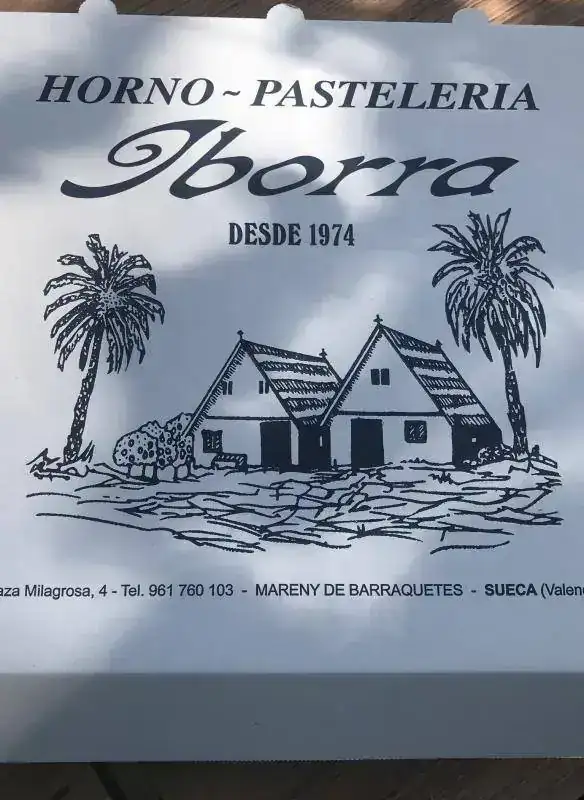 HORNO ~ PASTELERIA
Iborra
DESDE 1974
aza Milagrosa, 4 - Tel. 961 760 103 - MARENY DE BARRAQUETES - SUECA (Valen